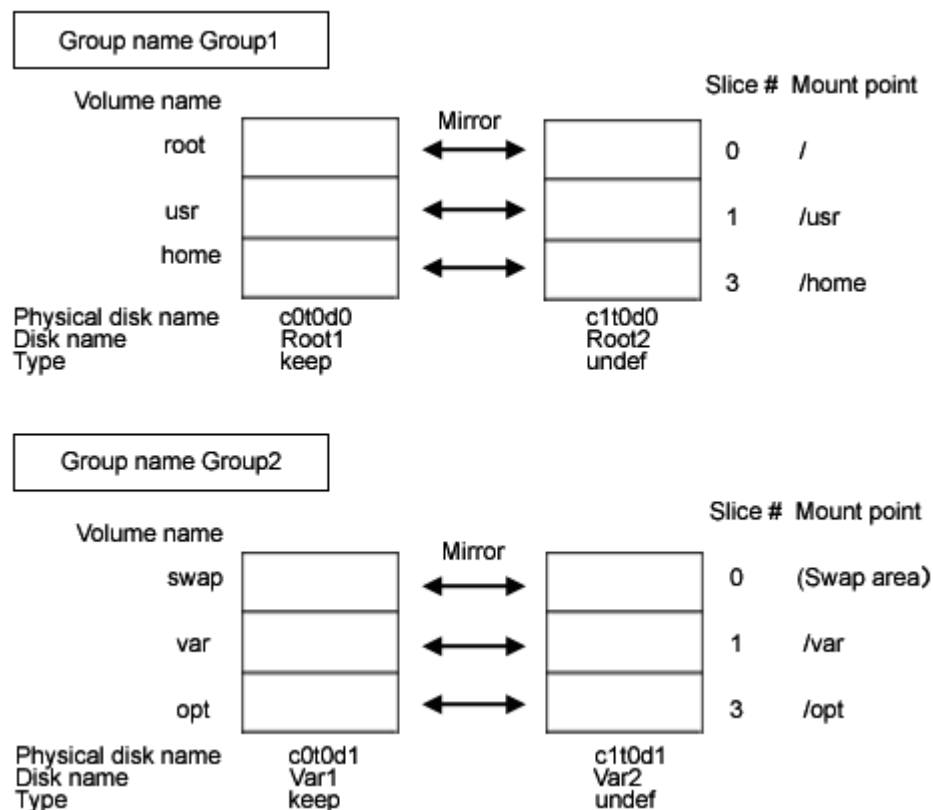 Group name Group1
Slice # Mount point
Volume name
Mirror
root 0 /
usr 1 /usr
home 3 /home
Physical disk name c0t0d0 c1t0d0
Disk name Root1 Root2
Type keep undef
Group name Group2
Slice # Mount point
Volume name
Mirror
swap 0 (Swap area)
var 1 /var
opt 3 /opt
Physical disk name c0t0d1 c1t0d1
Disk name Var1 Var2
Type keep undef